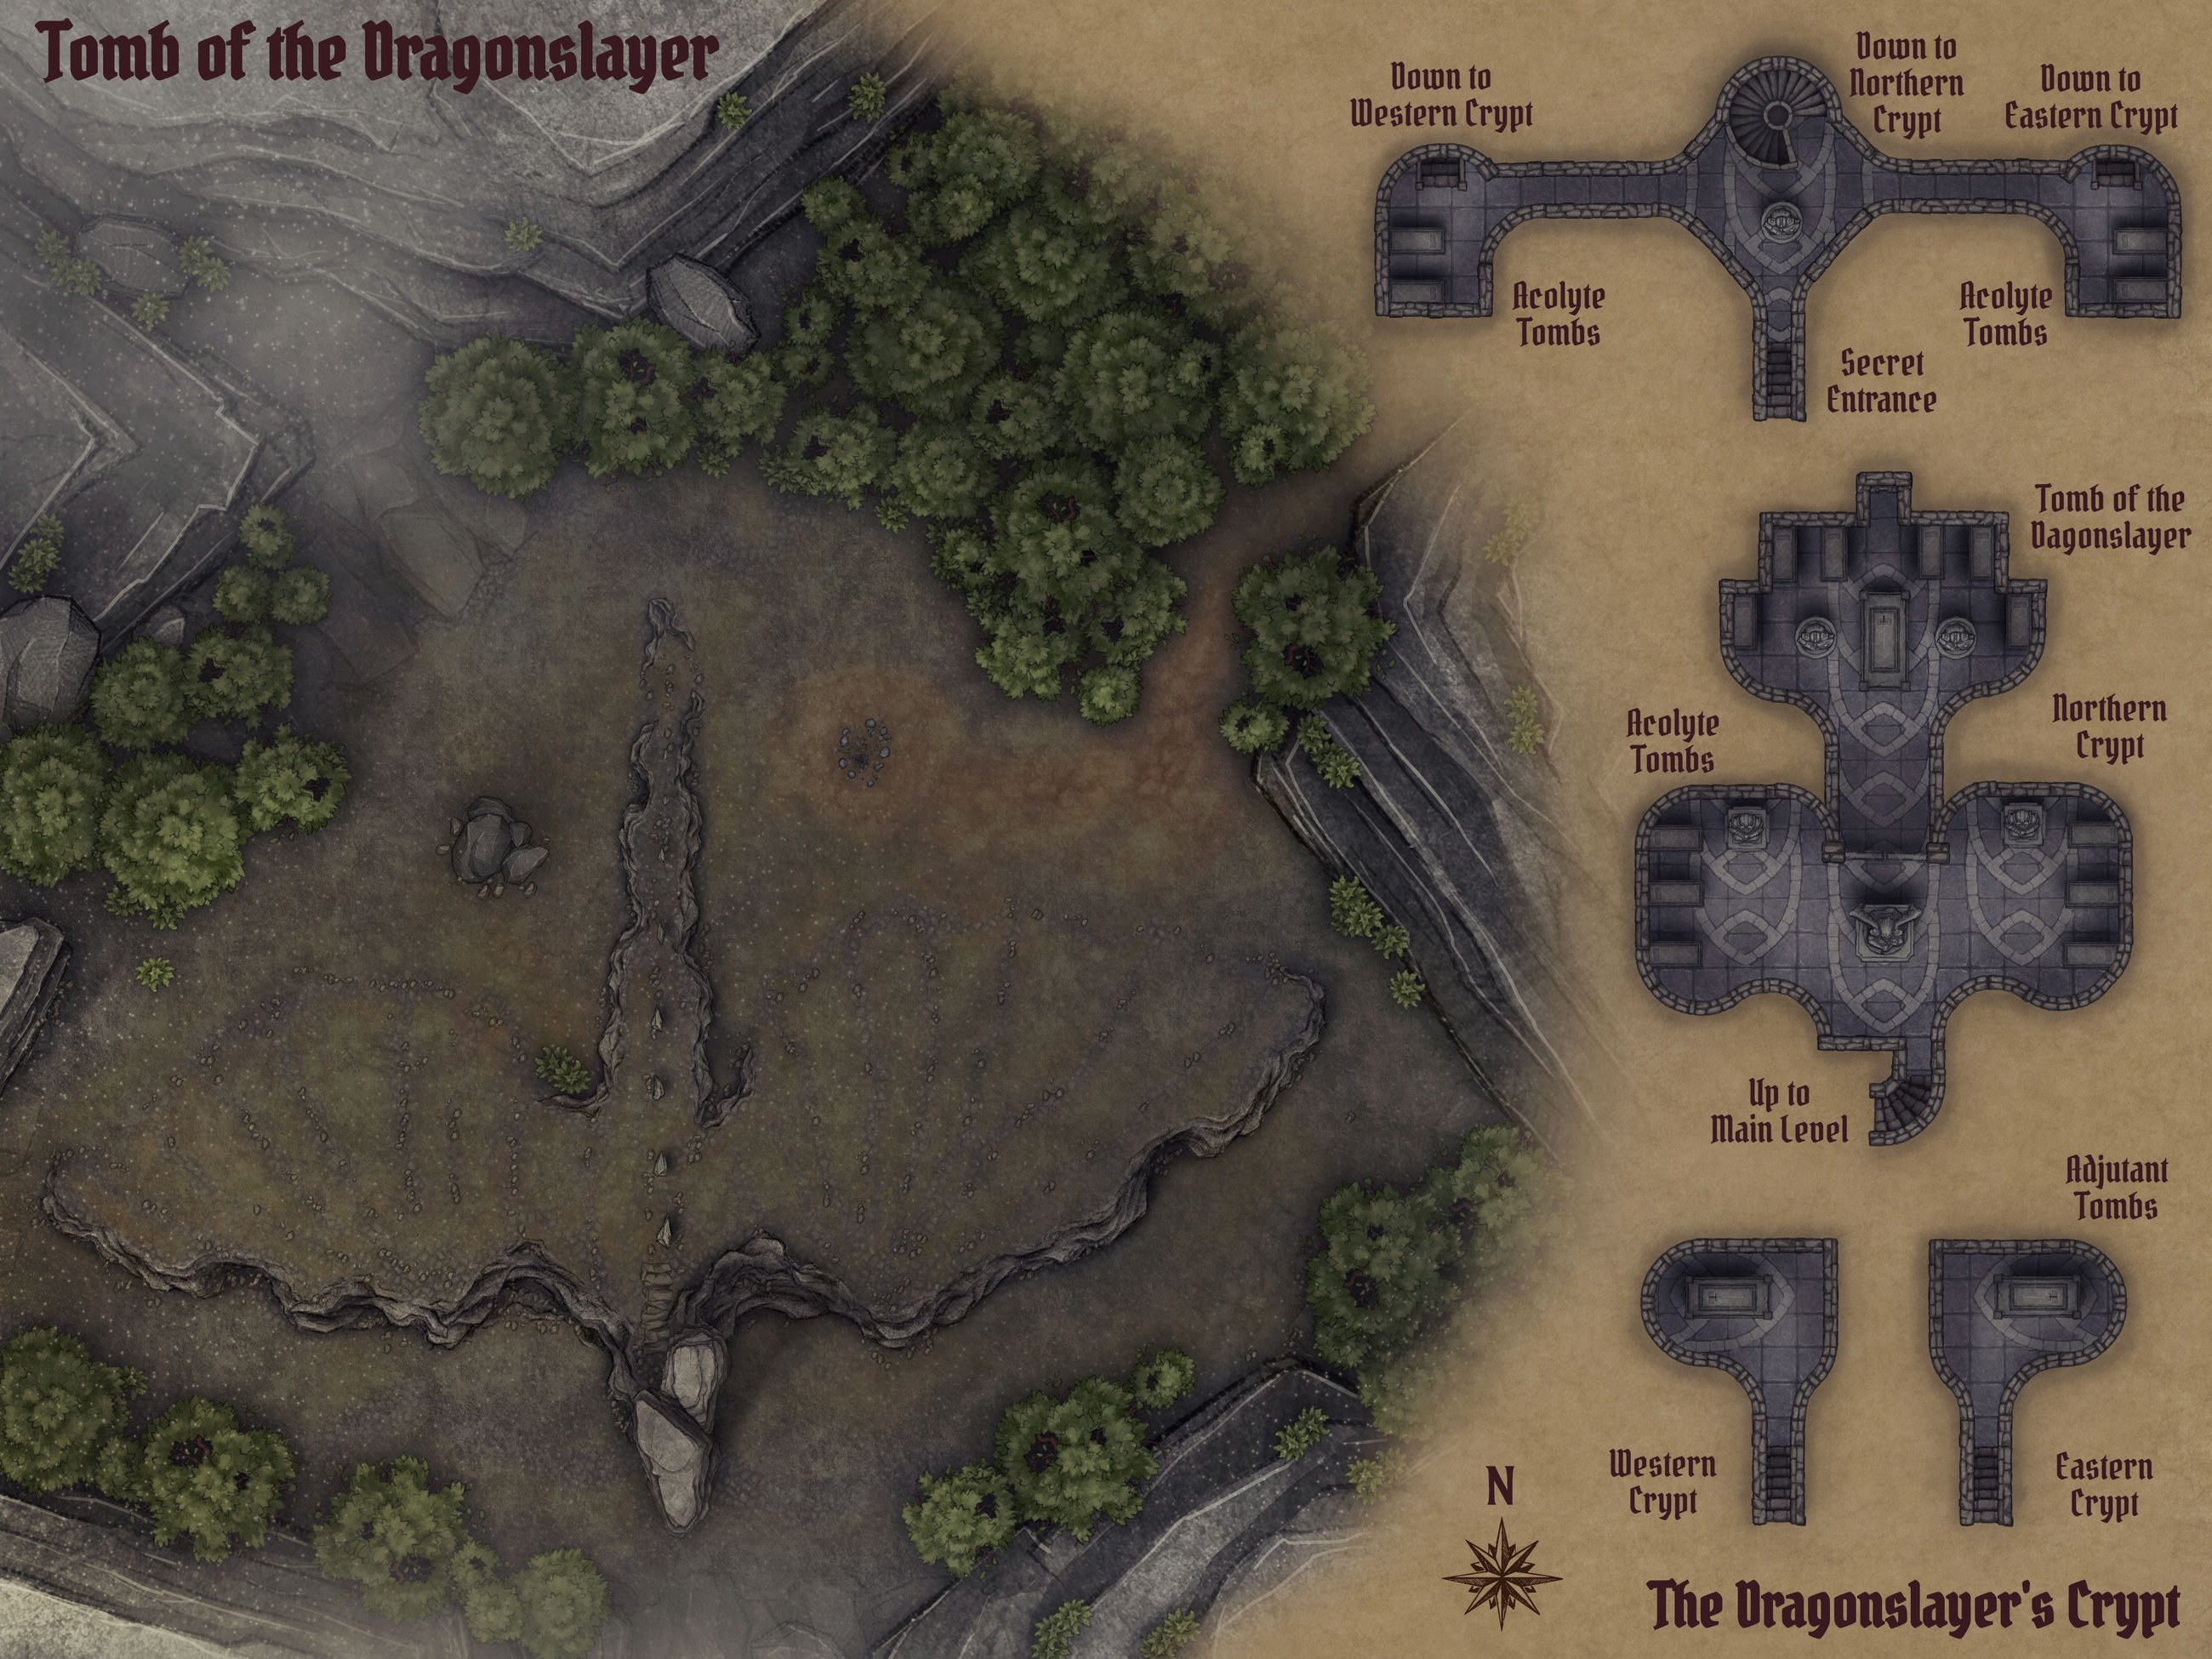 Tomb of the Dragonslayer
Down to
Western Crypt
Down to
Northern
Crypt
Down to
Eastern Crypt
Acolyte
Tombs
Acolyte
Tombs
Secret
Entrance
Tomb of the
Dagonslayer
Acolyte
Tombs
Northern
Crypt
Up to
Main Level
Adjutant
Tombs
Western
Crypt
Eastern
Crypt
N
The Dragonslayer's Crypt